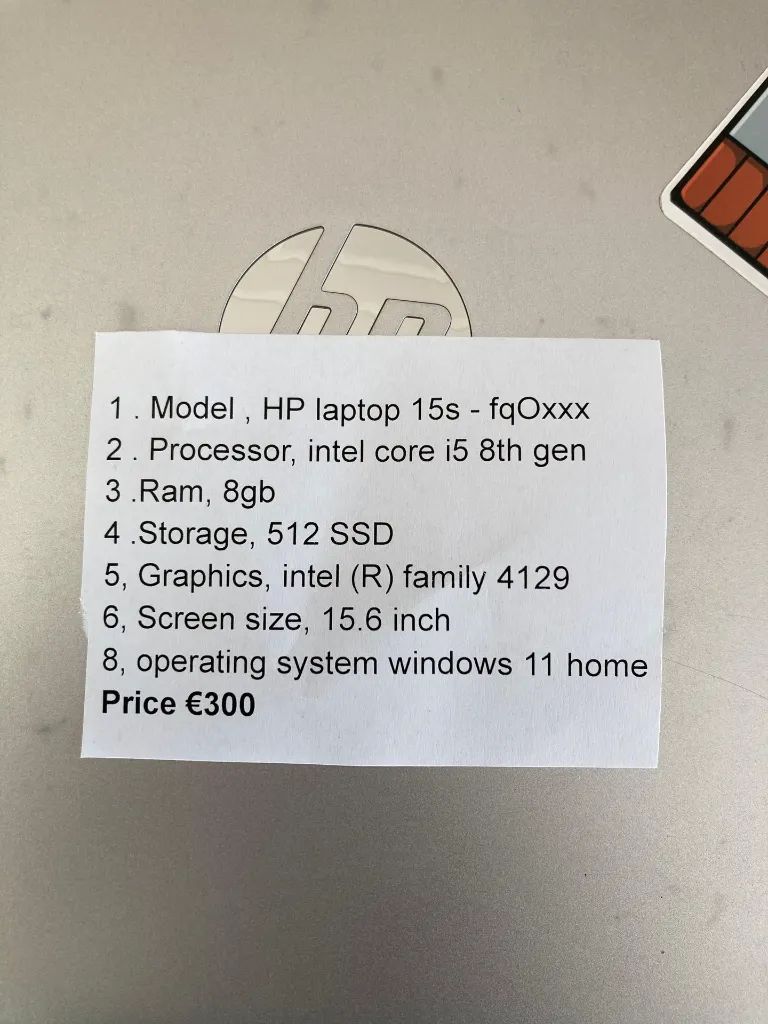 hp
1 . Model , HP laptop 15s - fqOxxx
2 . Processor, intel core i5 8th gen
3 .Ram, 8gb
4 .Storage, 512 SSD
5, Graphics, intel (R) family 4129
6, Screen size, 15.6 inch
8, operating system windows 11 home
Price €300